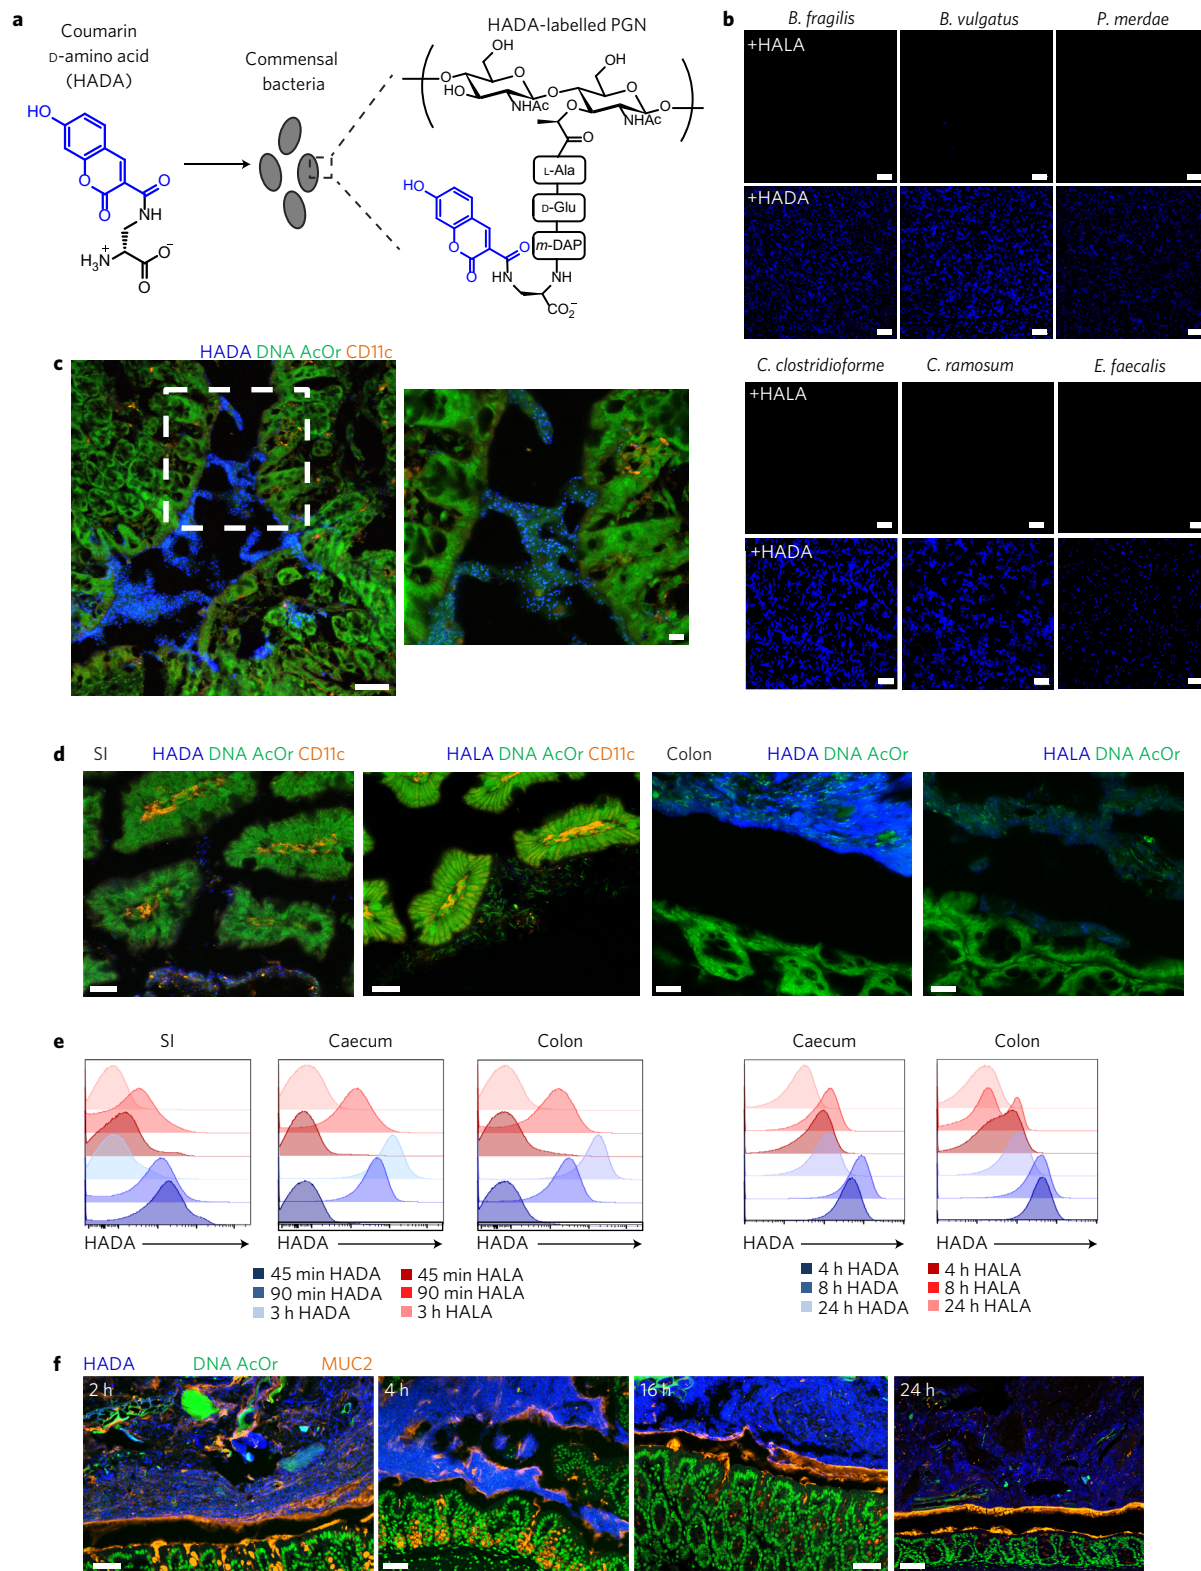 a
Coumarin
D-amino acid
(HADA)
Commensal
bacteria
HADA-labelled PGN
HO
O
O
O
NH
H3N+
O−
O
OH
OH
O
O
HO
NHAc
O
O
O
NHAc
O
O
L-Ala
D-Glu
m-DAP
HO
O
O
O
HN
NH
CO2−
b
B. fragilis
B. vulgatus
P. merdae
+HALA
+HADA
C. clostridioforme
C. ramosum
E. faecalis
+HALA
+HADA
c
HADA DNA AcOr CD11c
d
SI
HADA DNA AcOr CD11c
HALA DNA AcOr CD11c
Colon
HADA DNA AcOr
HALA DNA AcOr
e
SI
Caecum
Colon
Caecum
Colon
HADA
HADA
HADA
HADA
HADA
45 min HADA
45 min HALA
90 min HADA
90 min HALA
3 h HADA
3 h HALA
4 h HADA
4 h HALA
8 h HADA
8 h HALA
24 h HADA
24 h HALA
f
HADA
DNA AcOr
MUC2
2 h
4 h
16 h
24 h